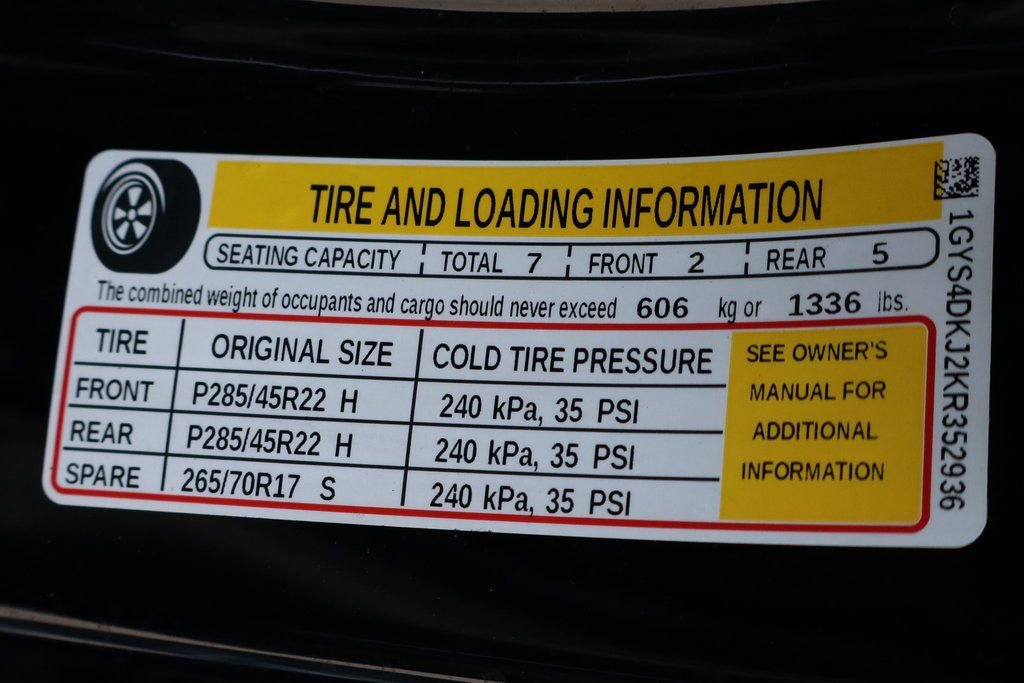 TIRE AND LOADING INFORMATION
SEATING CAPACITY TOTAL 7 FRONT 2 REAR 5
The combined weight of occupants and cargo should never exceed 606 kg or 1336 lbs.
TIRE ORIGINAL SIZE COLD TIRE PRESSURE
FRONT P285/45R22 H 240 kPa, 35 PSI
REAR P285/45R22 H 240 kPa, 35 PSI
SPARE 265/70R17 S 240 kPa, 35 PSI
SEE OWNER'S
MANUAL FOR
ADDITIONAL
INFORMATION
1GYS4DKJ2KR352936